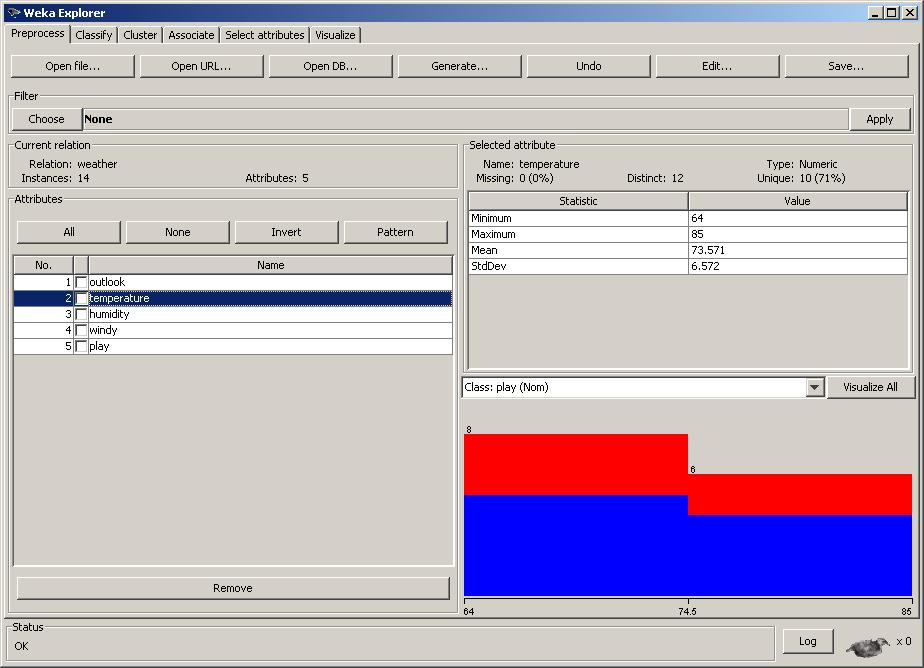 Weka Explorer
Preprocess Classify Cluster Associate Select attributes Visualize
Open file... Open URL... Open DB... Generate... Undo Edit... Save...
Filter
Choose None Apply
Current relation
Relation: weather
Instances: 14 Attributes: 5
Attributes
All None Invert Pattern
No. Name
1 outlook
2 temperature
3 humidity
4 windy
5 play
Remove
Selected attribute
Name: temperature Type: Numeric
Missing: 0 (0%) Distinct: 12 Unique: 10 (71%)
Statistic Value
Minimum 64
Maximum 85
Mean 73.571
StdDev 6.572
Class: play (Nom) Visualize All
8
6
64 74.5 85
Status
OK Log x 0